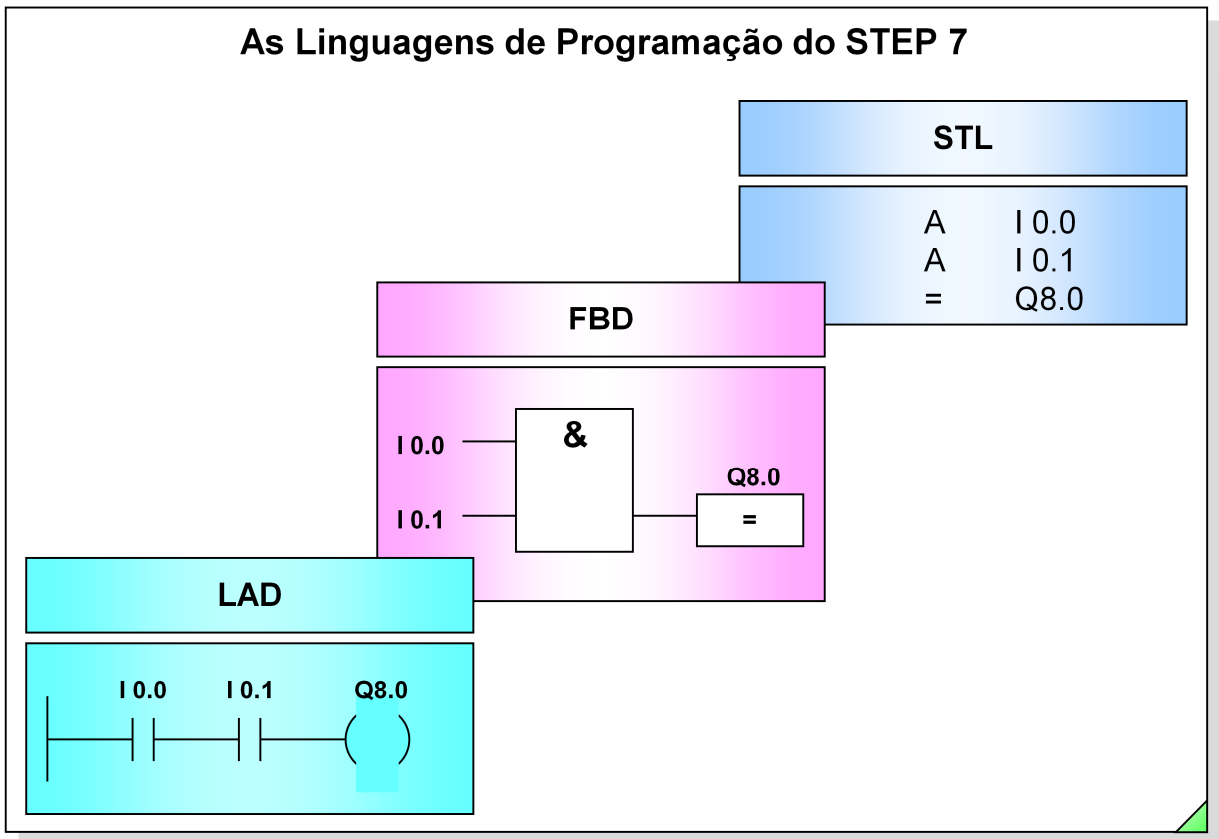 As Linguagens de Programação do STEP 7
STL
A I 0.0
A I 0.1
= Q8.0
FBD
&
I 0.0
I 0.1
Q8.0
=
LAD
I 0.0 I 0.1 Q8.0